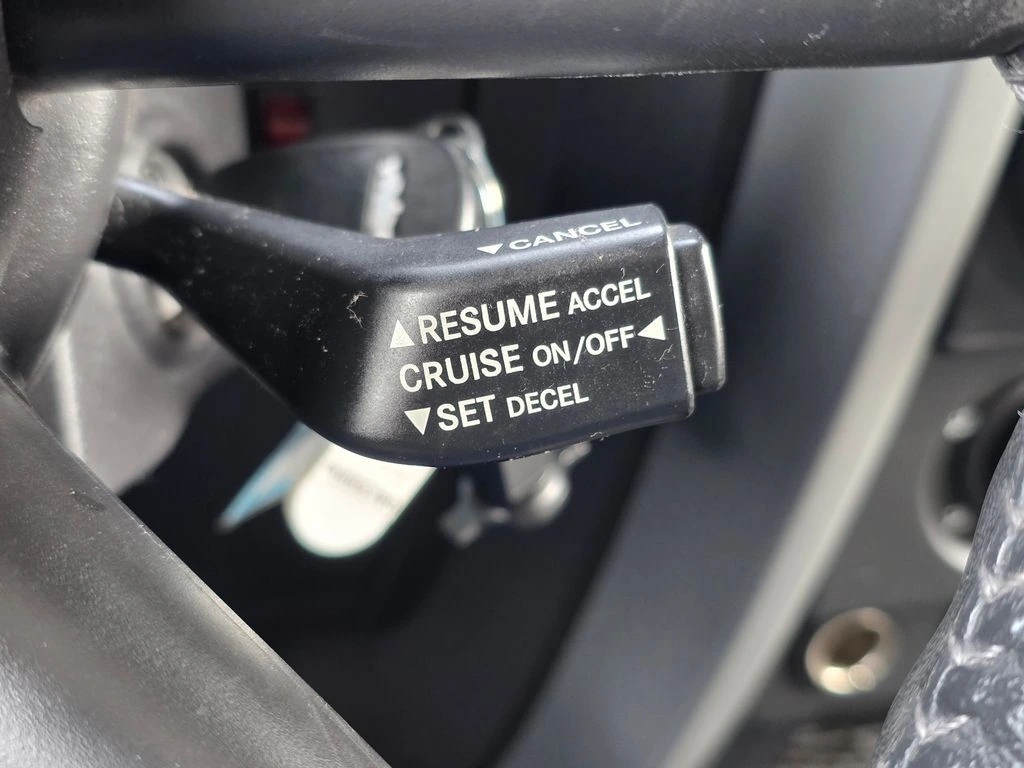 ▼CANCEL
▲RESUME ACCEL
CRUISE ON/OFF◀
▼SET DECEL